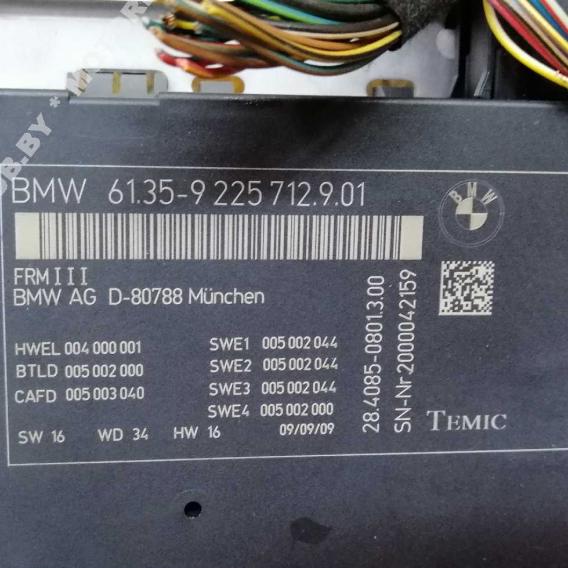 BMW 61.35-9 225 712.9.01
BMW
FRM III
BMW AG D-80788 München
HWEL 004 000 001
BTLD 005 002 000
CAFD 005 003 040
SWE1 005 002 044
SWE2 005 002 044
SWE3 005 002 044
SWE4 005 002 000
SW 16 WD 34 HW 16 09/09/09
28.4085-0801.3.00
SN-Nr2000042159
TEMIC